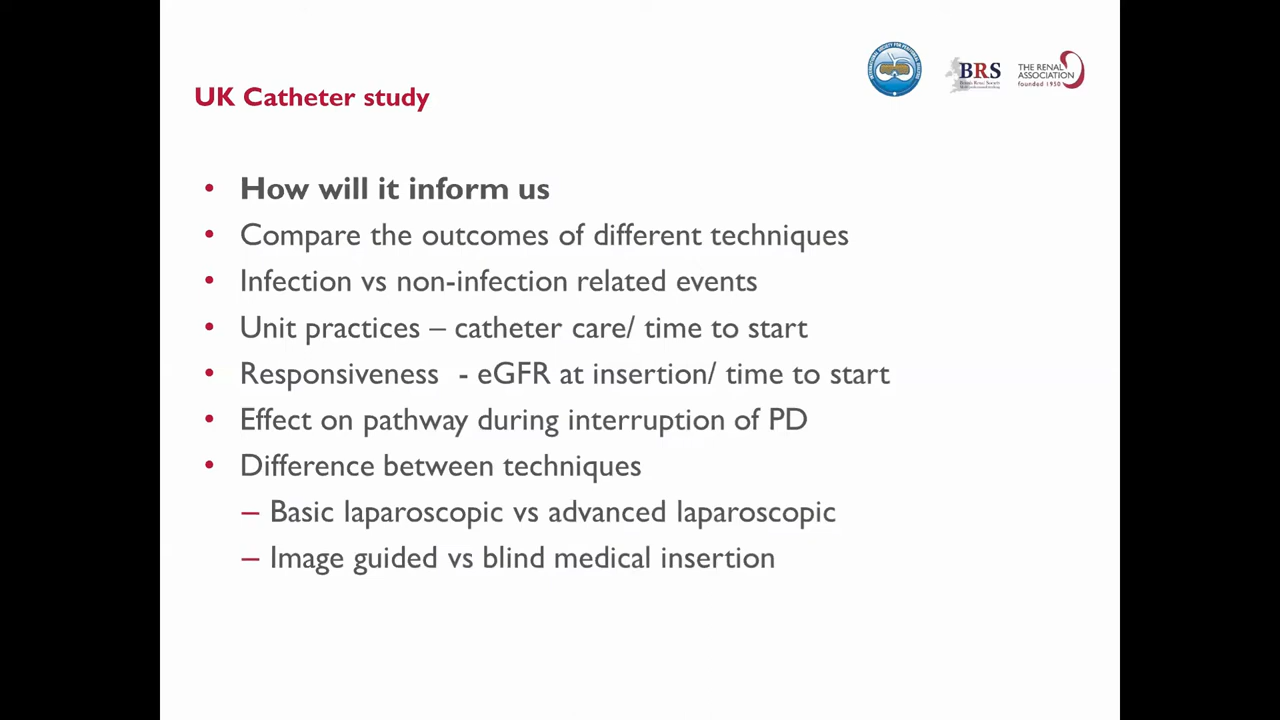 BRS
THE RENAL
ASSOCIATION
founded 1950
UK Catheter study
• How will it inform us
• Compare the outcomes of different techniques
• Infection vs non-infection related events
• Unit practices – catheter care/ time to start
• Responsiveness - eGFR at insertion/ time to start
• Effect on pathway during interruption of PD
• Difference between techniques
– Basic laparoscopic vs advanced laparoscopic
– Image guided vs blind medical insertion